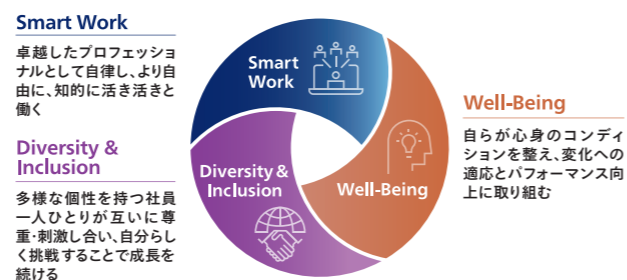 Smart Work
卓越したプロフェッショ
ナルとして自律し、より自
由に、知的に活き活きと
働く
Diversity &
Inclusion
多様な個性を持つ社員
一人ひとりが互いに尊
重・刺激し合い、自分らし
く挑戦することで成長を
続ける
Smart
Work
Diversity &
Inclusion
Well-Being
Well-Being
自らが心身のコンディ
ションを整え、変化への
適応とパフォーマンス向
上に取り組む